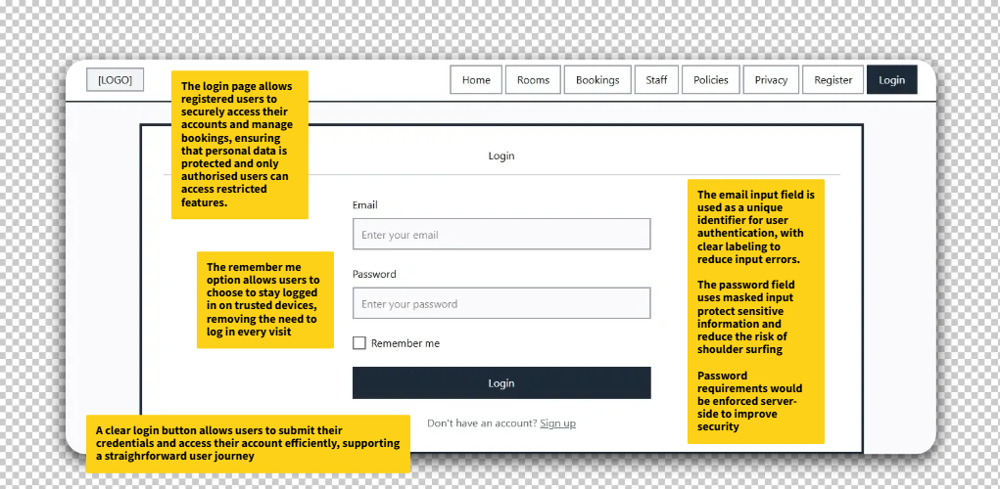 [LOGO]
Home
Rooms
Bookings
Staff
Policies
Privacy
Register
Login
The login page allows
registered users to
securely access their
accounts and manage
bookings, ensuring
that personal data is
protected and only
authorised users can
access restricted
features.
Login
Email
Enter your email
Password
Enter your password
Remember me
Login
Don't have an account? Sign up
The remember me
option allows users to
choose to stay logged
in on trusted devices,
removing the need to
log in every visit
The email input field is
used as a unique
identifier for user
authentication, with
clear labeling to
reduce input errors.
The password field
uses masked input
protect sensitive
information and
reduce the risk of
shoulder surfing
Password
requirements would
be enforced server-
side to improve
security
A clear login button allows users to submit their
credentials and access their account efficiently, supporting
a straighrforward user journey